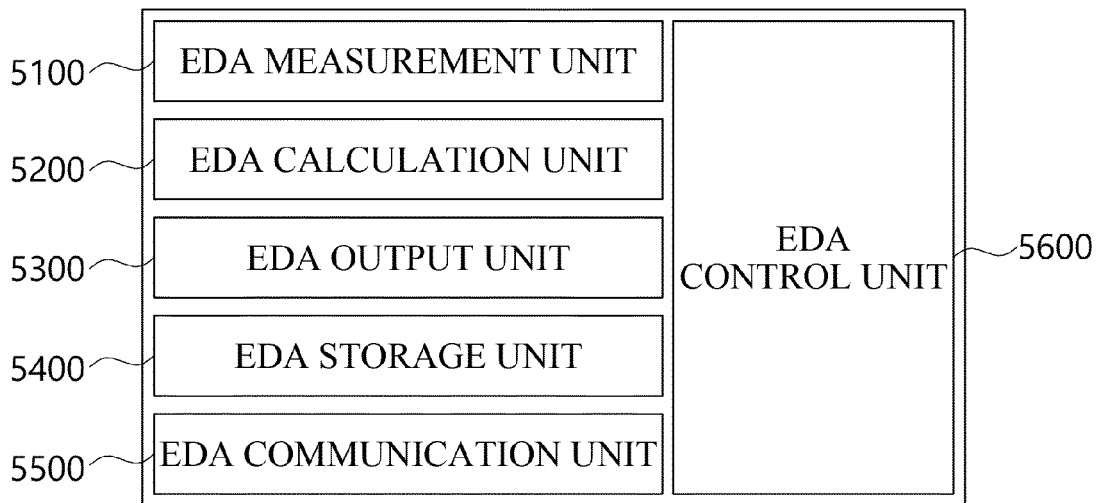 5100
EDA MEASUREMENT UNIT
5200
EDA CALCULATION UNIT
5300
EDA OUTPUT UNIT
5400
EDA STORAGE UNIT
5500
EDA COMMUNICATION UNIT
EDA
CONTROL UNIT
5600